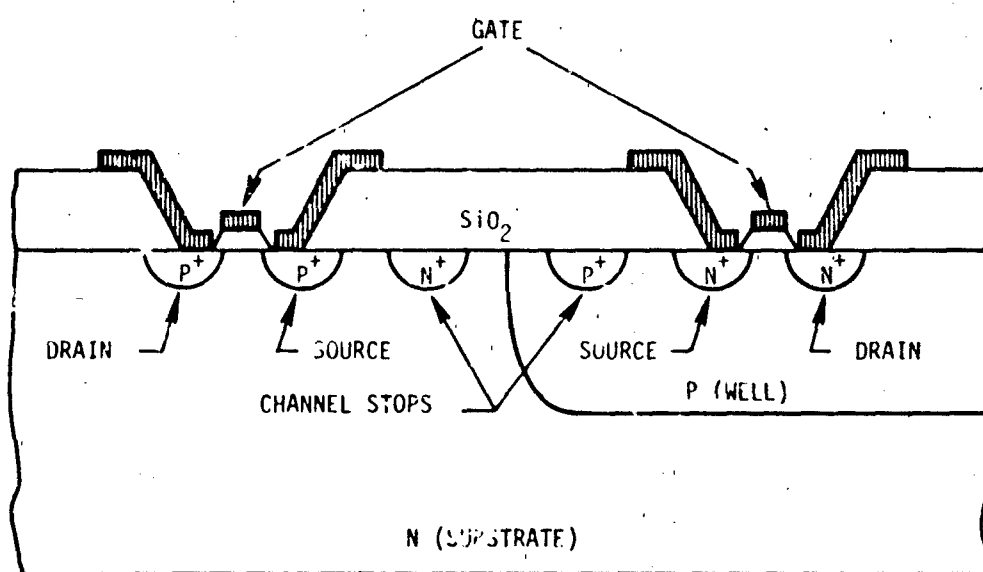 GATE
SiO2
P+ P+ N+ P+ N+ N+
DRAIN SOURCE SOURCE DRAIN
CHANNEL STOPS
P (WELL)
N (SUBSTRATE)